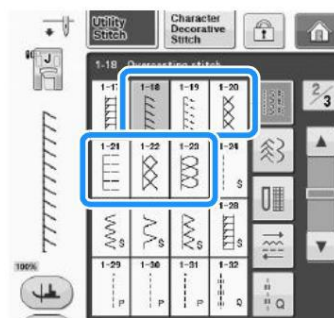 Utility Stitch
Character Decorative Stitch
J
1-18 Overcasting stitch
2/3
1-17 1-18 1-19 1-20
1-21 1-22 1-23 1-24
S
1-28
S S S S
1-29 1-30 1-31 1-32
P P P Q
Q
100%